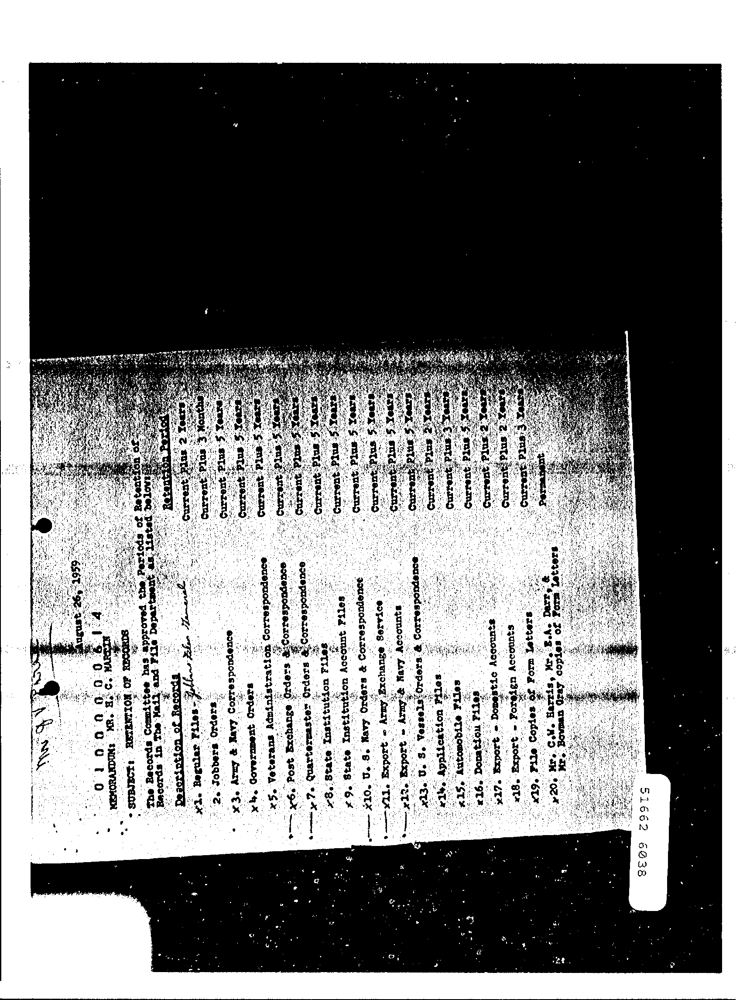 August 26, 1959
0 1 0 0 0 0 0 0 6 1 4
MEMORANDUM: MR. H. C. MARTIN
SUBJECT: RETENTION OF RECORDS
The Records Committee has approved the Periods of Retention of
Records in The Mail and File Department as listed below:
Description of Records Retention Period
x1. Regular Files - Current Plus 2 Years
2. Jobbers Orders Current Plus 3 Months
x3. Army & Navy Correspondence Current Plus 5 Years
x4. Government Orders Current Plus 5 Years
x5. Veterans Administration Correspondence Current Plus 5 Years
x6. Post Exchange Orders & Correspondence Current Plus 5 Years
x7. Quartermaster Orders & Correspondence Current Plus 5 Years
x8. State Institution Files Current Plus 5 Years
x9. State Institution Account Files Current Plus 5 Years
x10. U. S. Navy Orders & Correspondence Current Plus 5 Years
x11. Export - Army Exchange Service Current Plus 5 Years
x12. Export - Army & Navy Accounts Current Plus 5 Years
x13. U. S. Vessels Orders & Correspondence Current Plus 5 Years
x14. Application Files Current Plus 2 Years
x15. Automobile Files Current Plus 3 Years
x16. Donation Files Current Plus 5 Years
x17. Export - Domestic Accounts Current Plus 2 Years
x18. Export - Foreign Accounts Current Plus 2 Years
x19. File Copies of Form Letters Current Plus 3 Years
x20. Mr. C.W. Harris, Mr. E.A. Darr, & Permanent
Mr. Bowman Gray copies of Form Letters
51662 6038